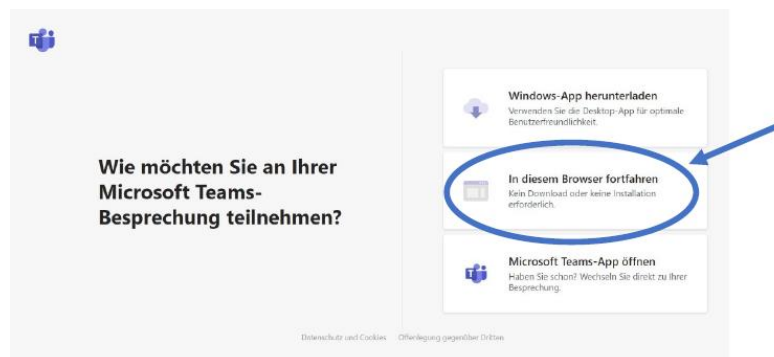 Wie möchten Sie an Ihrer
Microsoft Teams-
Besprechung teilnehmen?
Windows-App herunterladen
Verwenden Sie die Desktop-App für optimale
Benutzerfreundlichkeit.
In diesem Browser fortfahren
Kein Download oder keine Installation
erforderlich.
Microsoft Teams-App öffnen
Haben Sie schon? Wechseln Sie direkt zu Ihrer
Besprechung.
Datenschutz und Cookies Offenlegung gegenüber Dritten